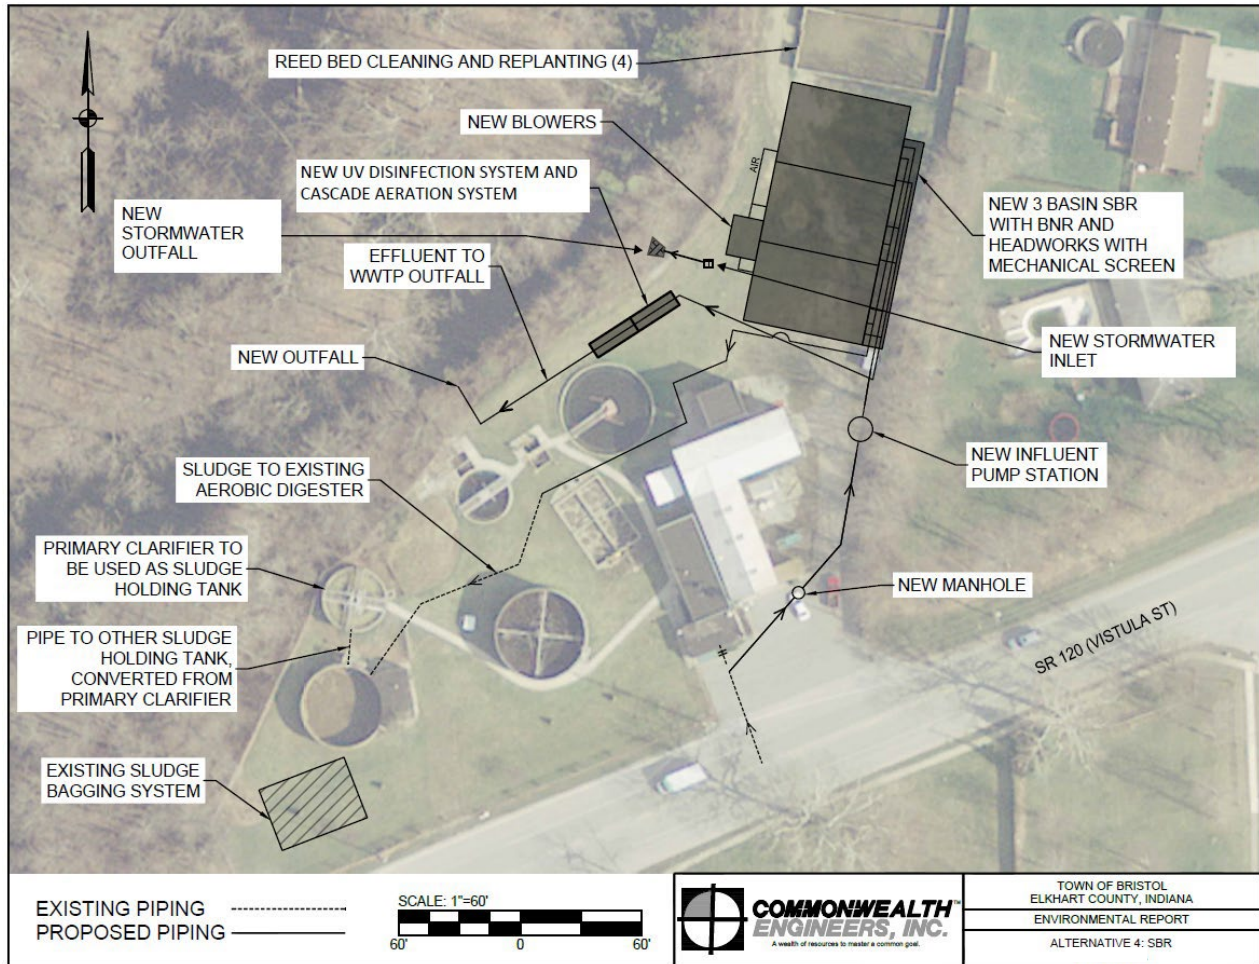 REED BED CLEANING AND REPLANTING (4)
NEW BLOWERS
AIR
NEW UV DISINFECTION SYSTEM AND
CASCADE AERATION SYSTEM
NEW
STORMWATER
OUTFALL
NEW 3 BASIN SBR
WITH BNR AND
HEADWORKS WITH
MECHANICAL SCREEN
EFFLUENT TO
WWTP OUTFALL
NEW STORMWATER
INLET
NEW OUTFALL
NEW INFLUENT
PUMP STATION
SLUDGE TO EXISTING
AEROBIC DIGESTER
PRIMARY CLARIFIER TO
BE USED AS SLUDGE
HOLDING TANK
NEW MANHOLE
SR 120 (VISTULA ST)
PIPE TO OTHER SLUDGE
HOLDING TANK,
CONVERTED FROM
PRIMARY CLARIFIER
EXISTING SLUDGE
BAGGING SYSTEM
EXISTING PIPING
PROPOSED PIPING
SCALE: 1"=60'
60' 0 60'
COMMONWEALTH™
ENGINEERS, INC.
A wealth of resources to master a common goal.
TOWN OF BRISTOL
ELKHART COUNTY, INDIANA
ENVIRONMENTAL REPORT
ALTERNATIVE 4: SBR